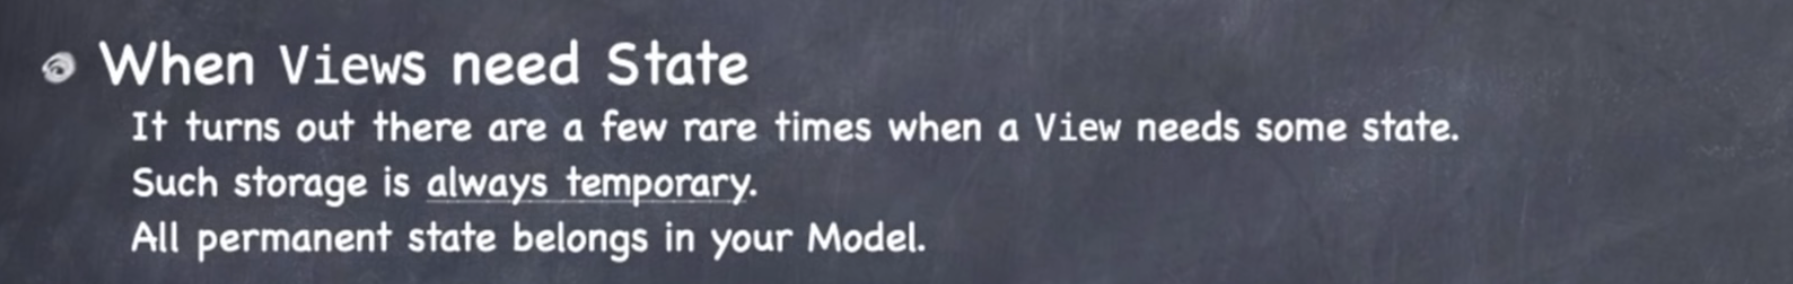 When Views need State
It turns out there are a few rare times when a View needs some state.
Such storage is always temporary.
All permanent state belongs in your Model.